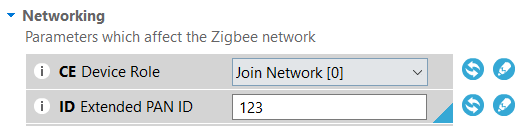 Networking
Parameters which affect the Zigbee network
i CE Device Role Join Network [0]
i ID Extended PAN ID 123